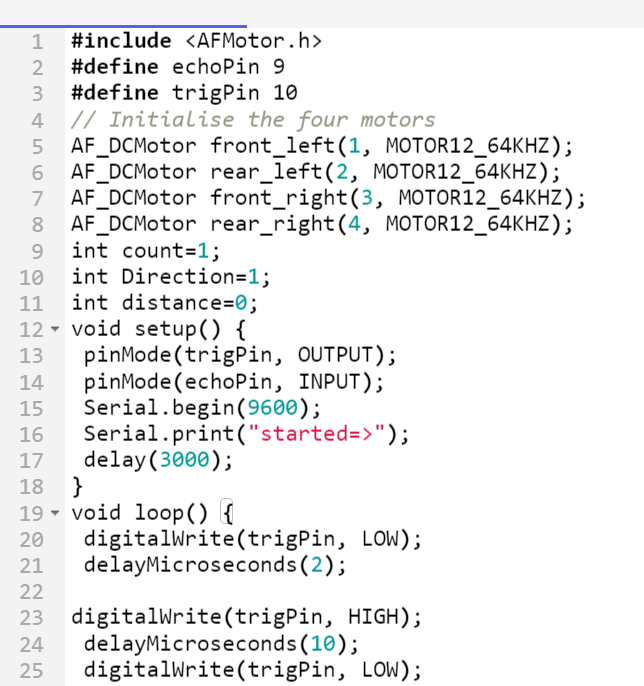 1 #include <AFMotor.h>
2 #define echoPin 9
3 #define trigPin 10
4 // Initialise the four motors
5 AF_DCMotor front_left(1, MOTOR12_64KHZ);
6 AF_DCMotor rear_left(2, MOTOR12_64KHZ);
7 AF_DCMotor front_right(3, MOTOR12_64KHZ);
8 AF_DCMotor rear_right(4, MOTOR12_64KHZ);
9 int count=1;
10 int Direction=1;
11 int distance=0;
12 void setup() {
13  pinMode(trigPin, OUTPUT);
14  pinMode(echoPin, INPUT);
15  Serial.begin(9600);
16  Serial.print("started=>");
17  delay(3000);
18 }
19 void loop() {
20  digitalWrite(trigPin, LOW);
21  delayMicroseconds(2);
22
23 digitalWrite(trigPin, HIGH);
24  delayMicroseconds(10);
25  digitalWrite(trigPin, LOW);